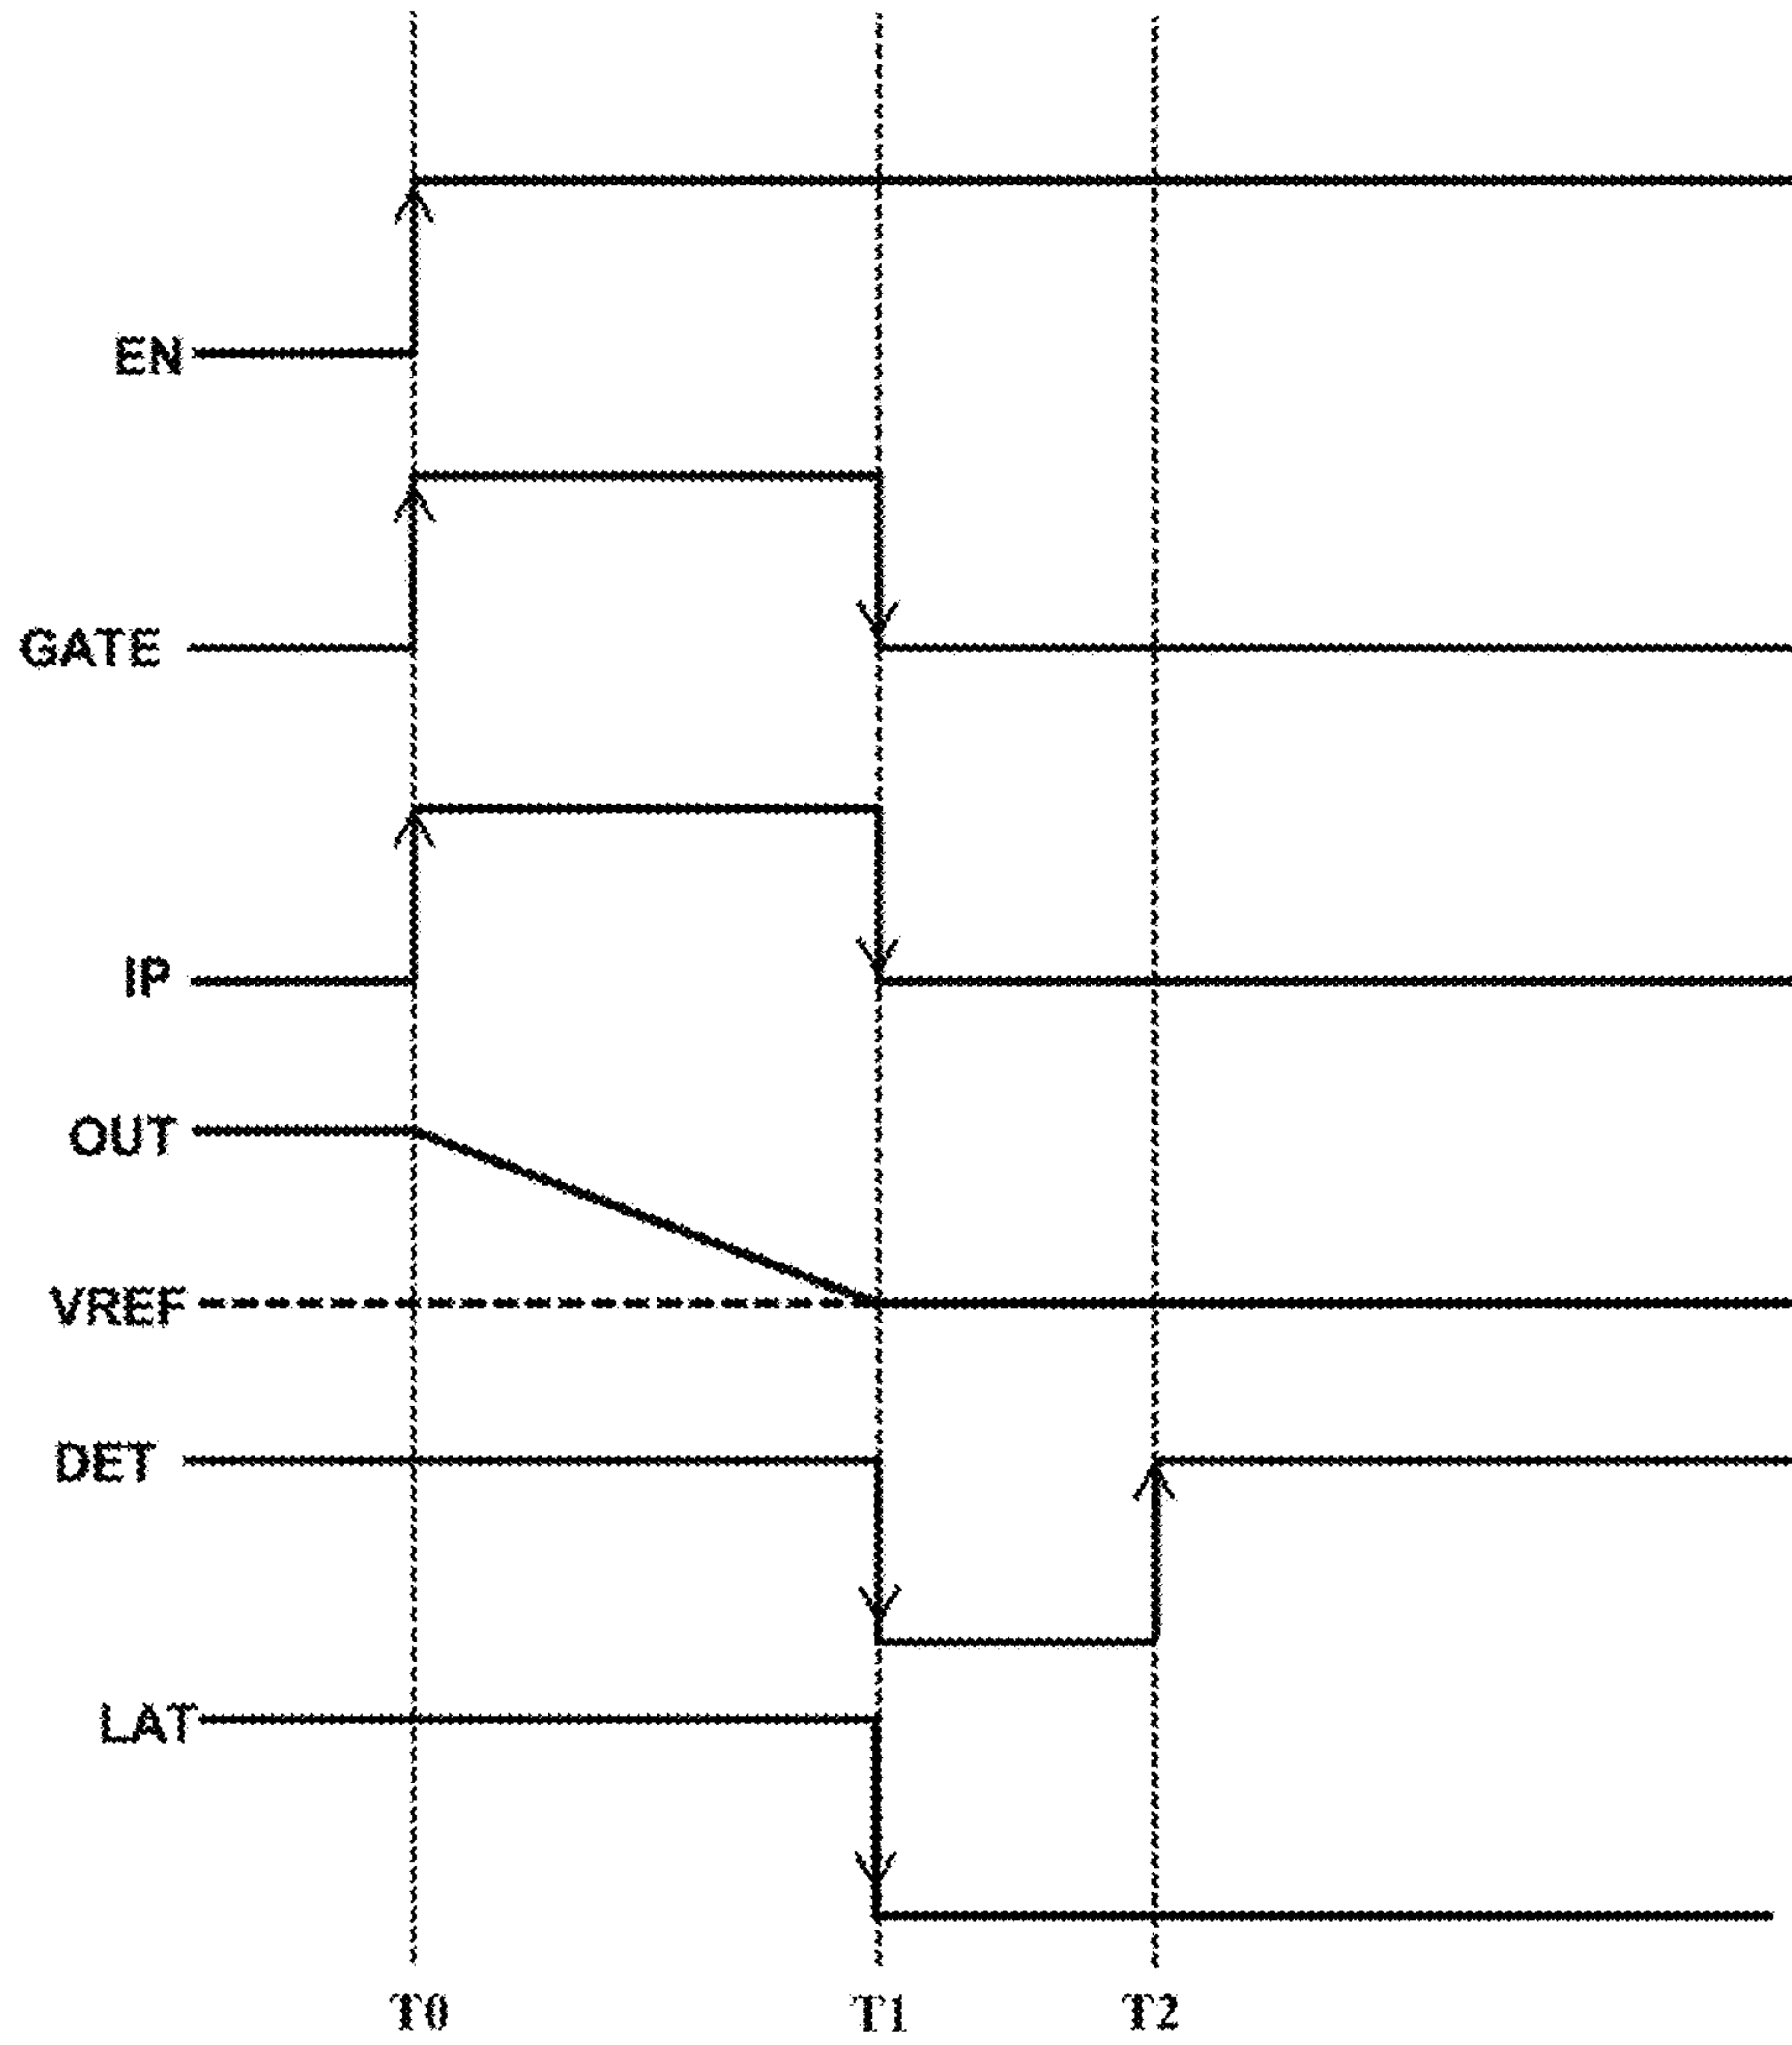 EN
GATE
IP
OUT
VREF
DET
LAT
T0 T1 T2